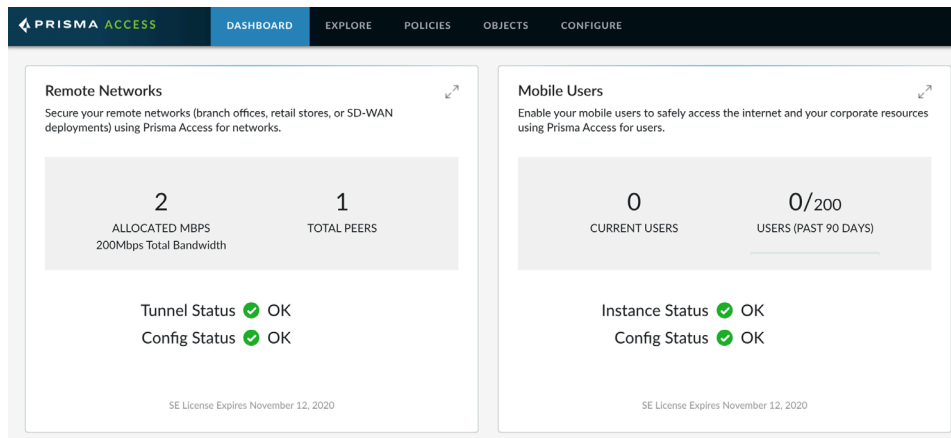 PRISMA ACCESS DASHBOARD EXPLORE POLICIES OBJECTS CONFIGURE
Remote Networks
Secure your remote networks (branch offices, retail stores, or SD-WAN
deployments) using Prisma Access for networks.
2
ALLOCATED MBPS
200Mbps Total Bandwidth
1
TOTAL PEERS
Tunnel Status OK
Config Status OK
SE License Expires November 12, 2020
Mobile Users
Enable your mobile users to safely access the internet and your corporate resources
using Prisma Access for users.
0
CURRENT USERS
0/200
USERS (PAST 90 DAYS)
Instance Status OK
Config Status OK
SE License Expires November 12, 2020